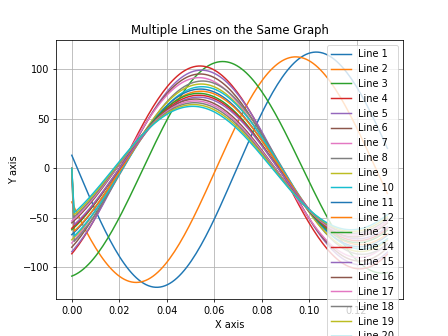 Multiple Lines on the Same Graph
Y axis
100
50
0
−50
−100
0.00
0.02
0.04
0.06
0.08
0.10
X axis
Line 1
Line 2
Line 3
Line 4
Line 5
Line 6
Line 7
Line 8
Line 9
Line 10
Line 11
Line 12
Line 13
Line 14
Line 15
Line 16
Line 17
Line 18
Line 19
Line 20